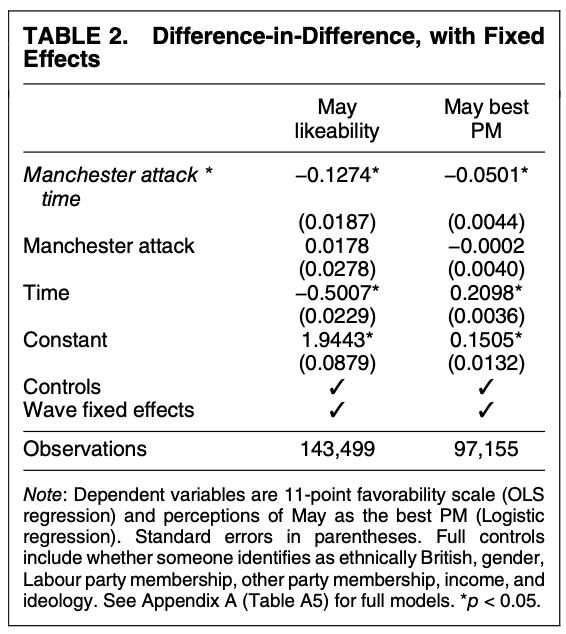 TABLE 2. Difference-in-Difference, with Fixed
Effects
May
likeability
May best
PM
Manchester attack *
time
−0.1274* −0.0501*
(0.0187) (0.0044)
Manchester attack 0.0178 −0.0002
(0.0278) (0.0040)
Time −0.5007* 0.2098*
(0.0229) (0.0036)
Constant 1.9443* 0.1505*
(0.0879) (0.0132)
Controls ✓ ✓
Wave fixed effects ✓ ✓
Observations 143,499 97,155
Note: Dependent variables are 11-point favorability scale (OLS
regression) and perceptions of May as the best PM (Logistic
regression). Standard errors in parentheses. Full controls
include whether someone identifies as ethnically British, gender,
Labour party membership, other party membership, income, and
ideology. See Appendix A (Table A5) for full models. *p < 0.05.